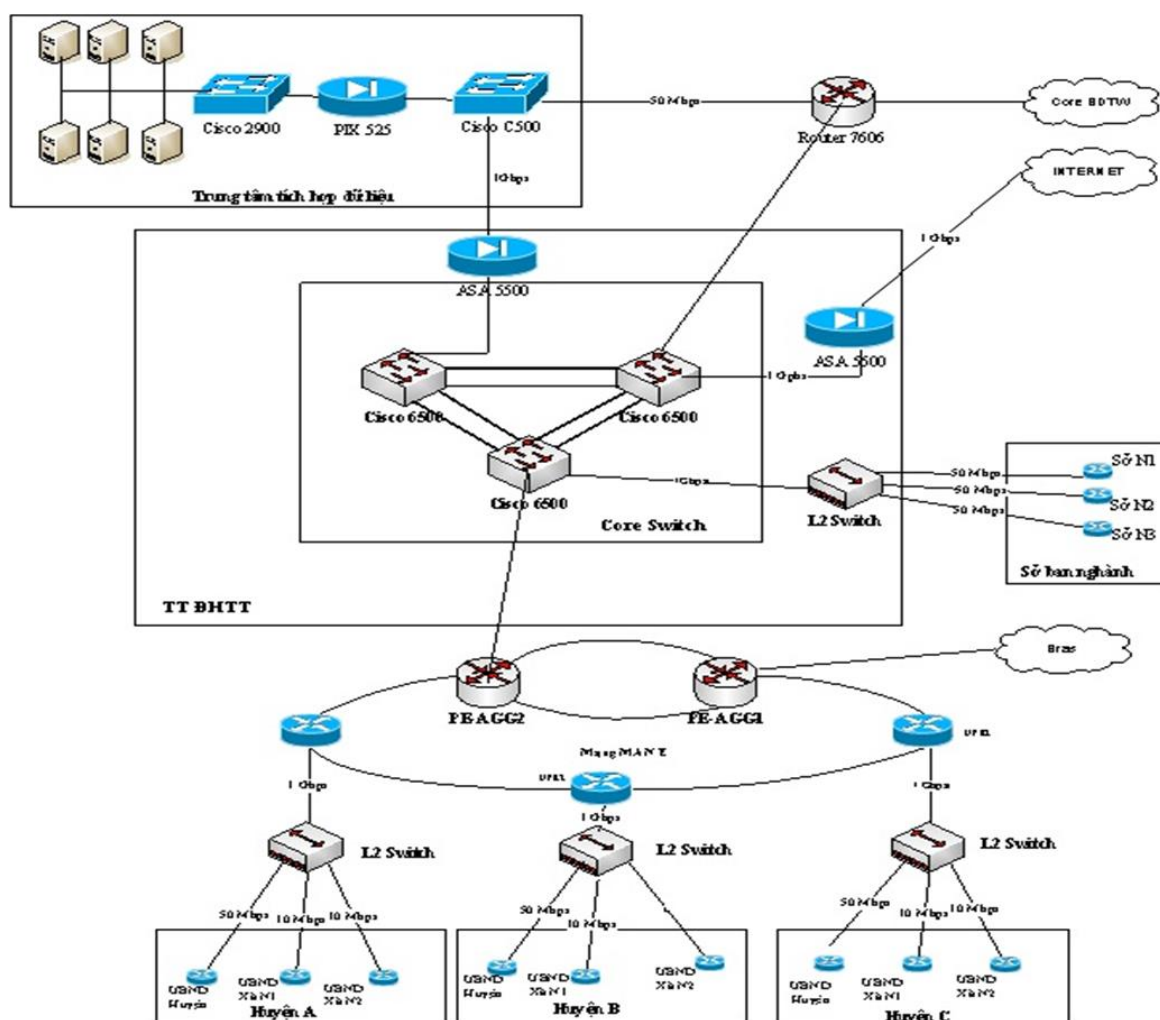 Cisco 2900
PIX 525
Cisco C500
50 Mbps
Router 7606
Core BDTW
INTERNET
Trung tâm tích hợp dữ liệu
1Gbps
1 Gbps
ASA 5500
ASA 5500
Cisco 6500
Cisco 6500
1 Gpbs
Cisco 6500
1Gbps
L2 Switch
50 Mbps
50 Mbps
50 Mbps
Sở N1
Sở N2
Sở N3
Sở ban nghành
Core Switch
TT ĐHTT
Bras
PE-AGG2
PE-AGG1
Mạng MAN E
1 Gbps
1 Gbps
1 Gbps
L2 Switch
L2 Switch
L2 Switch
50 Mbps
10 Mbps
10 Mbps
50 Mbps
10 Mbps
50 Mbps
10 Mbps
10 Mbps
UBND
Huyện
UBND
Xã N1
UBND
Xã N2
Huyện A
UBND
Huyện
UBND
Xã N1
UBND
Xã N2
Huyện B
UBND
Huyện
UBND
Xã N1
UBND
Xã N2
Huyện C